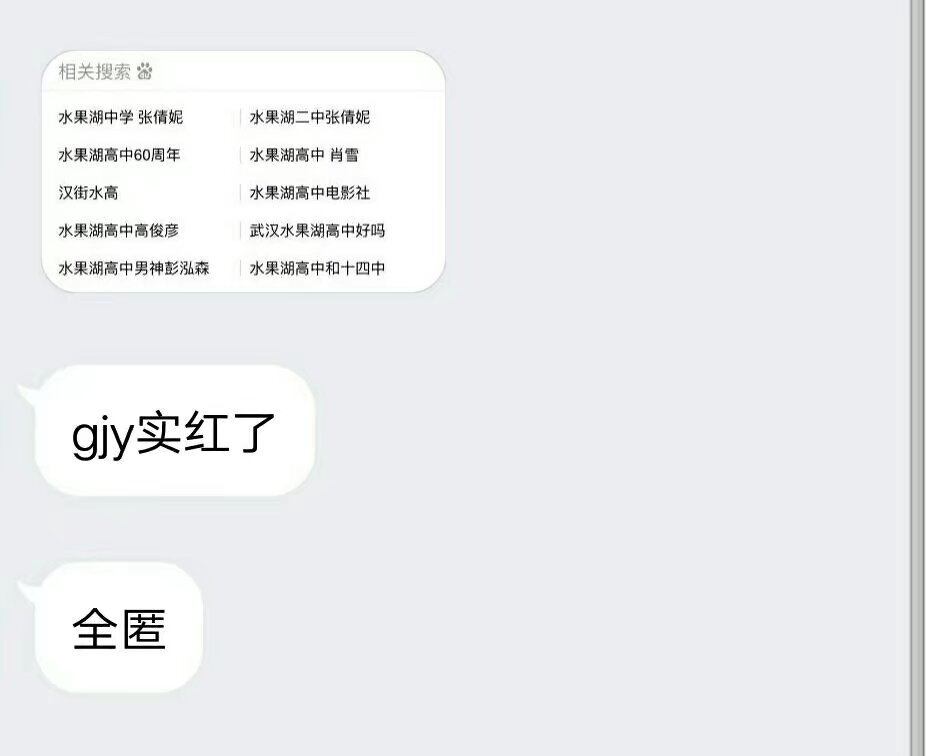 相关搜索
水果湖中学 张倩妮 水果湖二中张倩妮
水果湖高中60周年 水果湖高中 肖雪
汉街水高 水果湖高中电影社
水果湖高中高俊彦 武汉水果湖高中好吗
水果湖高中男神彭泓森 水果湖高中和十四中
gjy实红了
全匿